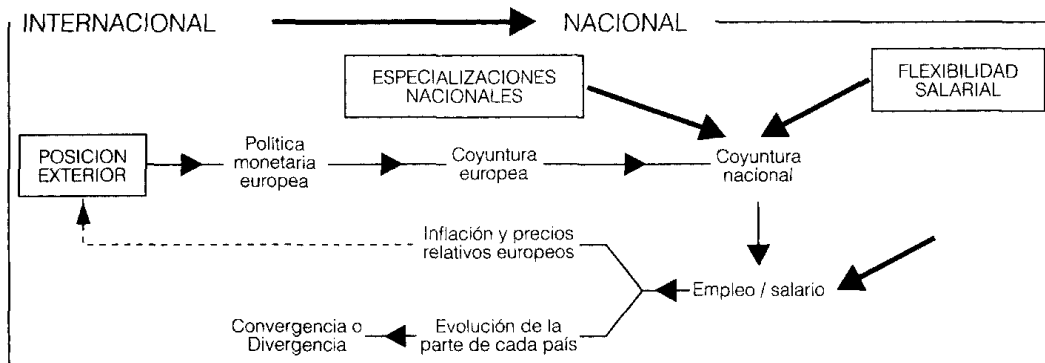 INTERNACIONAL
NACIONAL
ESPECIALIZACIONES
NACIONALES
FLEXIBILIDAD
SALARIAL
POSICION
EXTERIOR
Política
monetaria
europea
Coyuntura
europea
Coyuntura
nacional
Inflación y precios
relativos europeos
Empleo / salario
Convergencia o
Divergencia
Evolución de la
parte de cada país